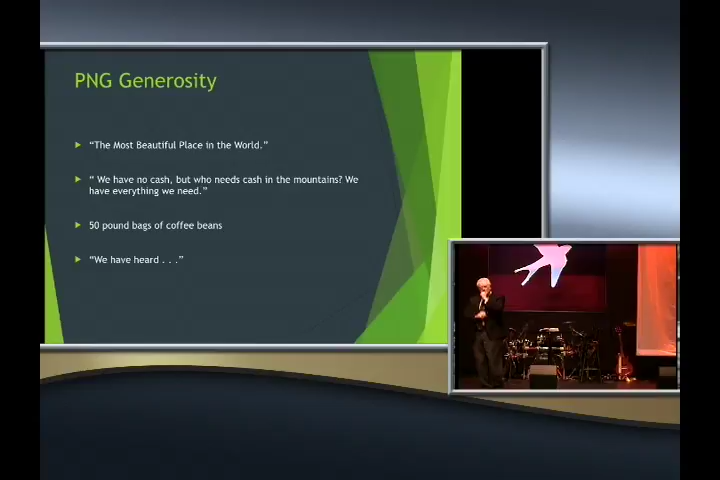 PNG Generosity
“The Most Beautiful Place in the World.”
“ We have no cash, but who needs cash in the mountains? We
have everything we need.”
50 pound bags of coffee beans
“We have heard . . .”